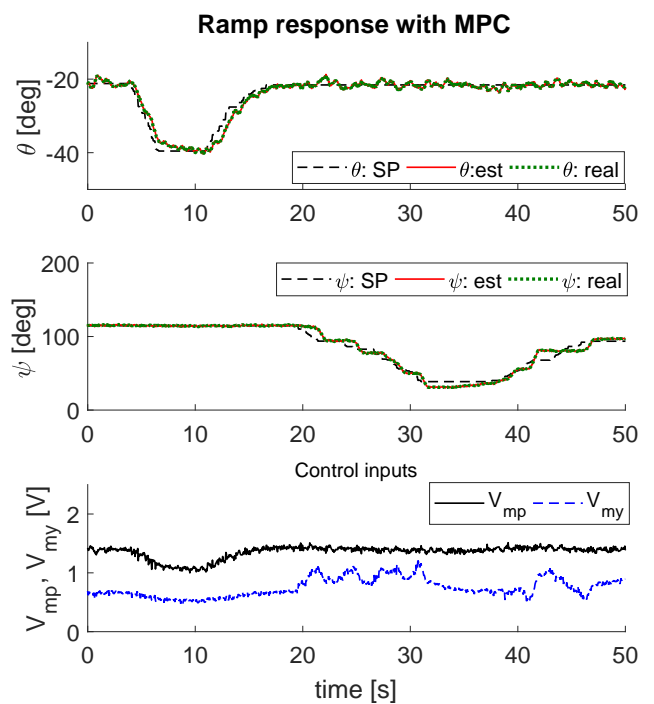 Ramp response with MPC
θ [deg]
-20
-40
θ: SP θ:est θ: real
0 10 20 30 40 50
ψ [deg]
200
100
0
ψ: SP ψ: est ψ: real
0 10 20 30 40 50
Control inputs
V_mp, V_my [V]
2
1
0
V_mp V_my
0 10 20 30 40 50
time [s]